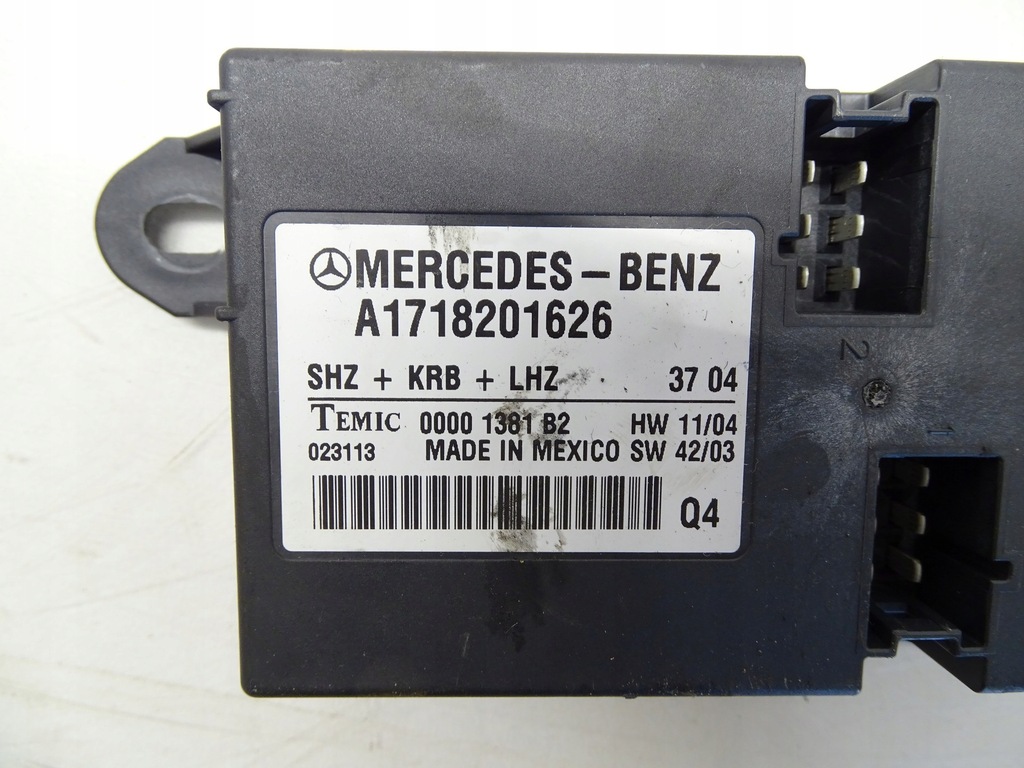 MERCEDES-BENZ
A1718201626
SHZ + KRB + LHZ 37 04
TEMIC 0000 1381 B2 HW 11/04
023113 MADE IN MEXICO SW 42/03
Q4
2
1